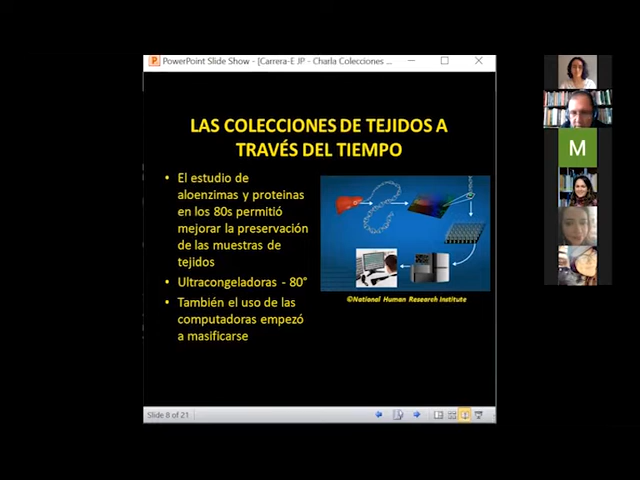 PowerPoint Slide Show - [Carrera-E JP - Charla Colecciones ...
LAS COLECCIONES DE TEJIDOS A
TRAVÉS DEL TIEMPO
• El estudio de
aloenzimas y proteinas
en los 80s permitió
mejorar la preservación
de las muestras de
tejidos
• Ultracongeladoras - 80°
• También el uso de las
computadoras empezó
a masificarse
©National Human Research Institute
M
Slide 8 of 21